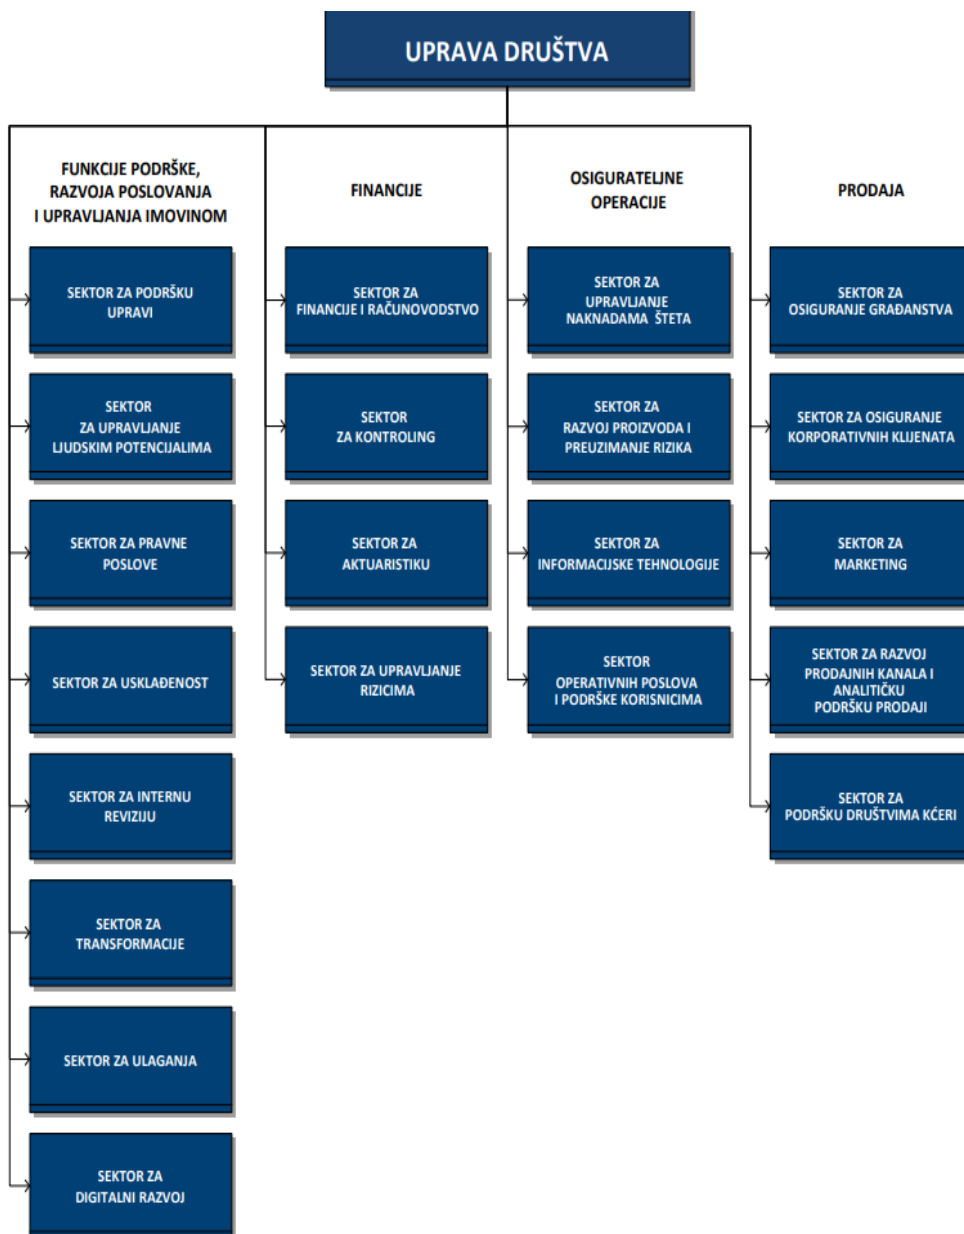 UPRAVA DRUŠTVA
FUNKCIJE PODRŠKE,
RAZVOJA POSLOVANJA
I UPRAVLJANJA IMOVINOM
SEKTOR ZA PODRŠKU
UPRAVI
SEKTOR
ZA UPRAVLJANJE
LJUDSKIM POTENCIJALIMA
SEKTOR ZA PRAVNE
POSLOVE
SEKTOR ZA USKLAĐENOST
SEKTOR ZA INTERNU
REVIZIJU
SEKTOR ZA
TRANSFORMACIJE
SEKTOR ZA ULAGANJA
SEKTOR ZA
DIGITALNI RAZVOJ
FINANCIJE
SEKTOR ZA
FINANCIJE I RAČUNOVODSTVO
SEKTOR
ZA KONTROLING
SEKTOR ZA
AKTUARISTIKU
SEKTOR ZA UPRAVLJANJE
RIZICIMA
OSIGURATELJNE
OPERACIJE
SEKTOR ZA
UPRAVLJANJE
NAKNADAMA ŠTETA
SEKTOR ZA
RAZVOJ PROIZVODA I
PREUZIMANJE RIZIKA
SEKTOR ZA
INFORMACIJSKE TEHNOLOGIJE
SEKTOR
OPERATIVNIH POSLOVA
I PODRŠKE KORISNICIMA
PRODAJA
SEKTOR ZA
OSIGURANJE GRAĐANSTVA
SEKTOR ZA OSIGURANJE
KORPORATIVNIH KLIJENATA
SEKTOR ZA
MARKETING
SEKTOR ZA RAZVOJ
PRODAJNIH KANALA I
ANALITIČKU
PODRŠKU PRODAJI
SEKTOR ZA
PODRŠKU DRUŠTVIMA KĆERI